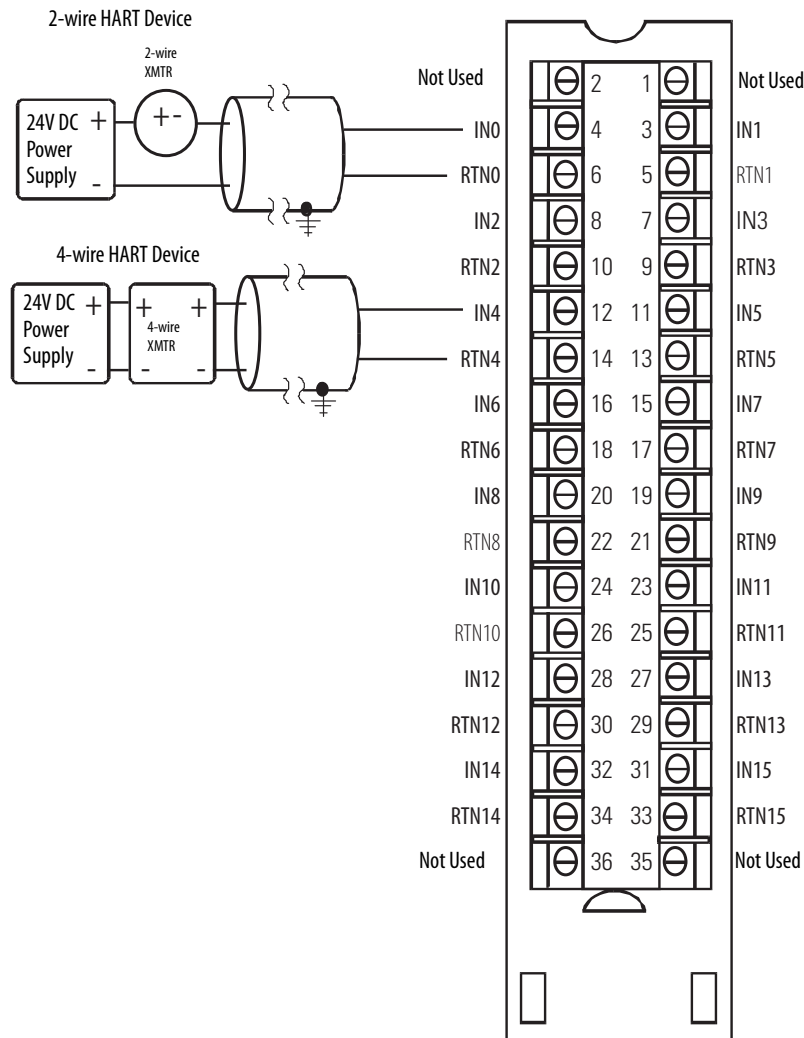 2-wire HART Device
2-wire
XMTR
24V DC +
Power
Supply -
+-
4-wire HART Device
24V DC +
Power
Supply -
+ +
4-wire
XMTR
- -
Not Used 2 1 Not Used
IN0 4 3 IN1
RTN0 6 5 RTN1
IN2 8 7 IN3
RTN2 10 9 RTN3
IN4 12 11 IN5
RTN4 14 13 RTN5
IN6 16 15 IN7
RTN6 18 17 RTN7
IN8 20 19 IN9
RTN8 22 21 RTN9
IN10 24 23 IN11
RTN10 26 25 RTN11
IN12 28 27 IN13
RTN12 30 29 RTN13
IN14 32 31 IN15
RTN14 34 33 RTN15
Not Used 36 35 Not Used